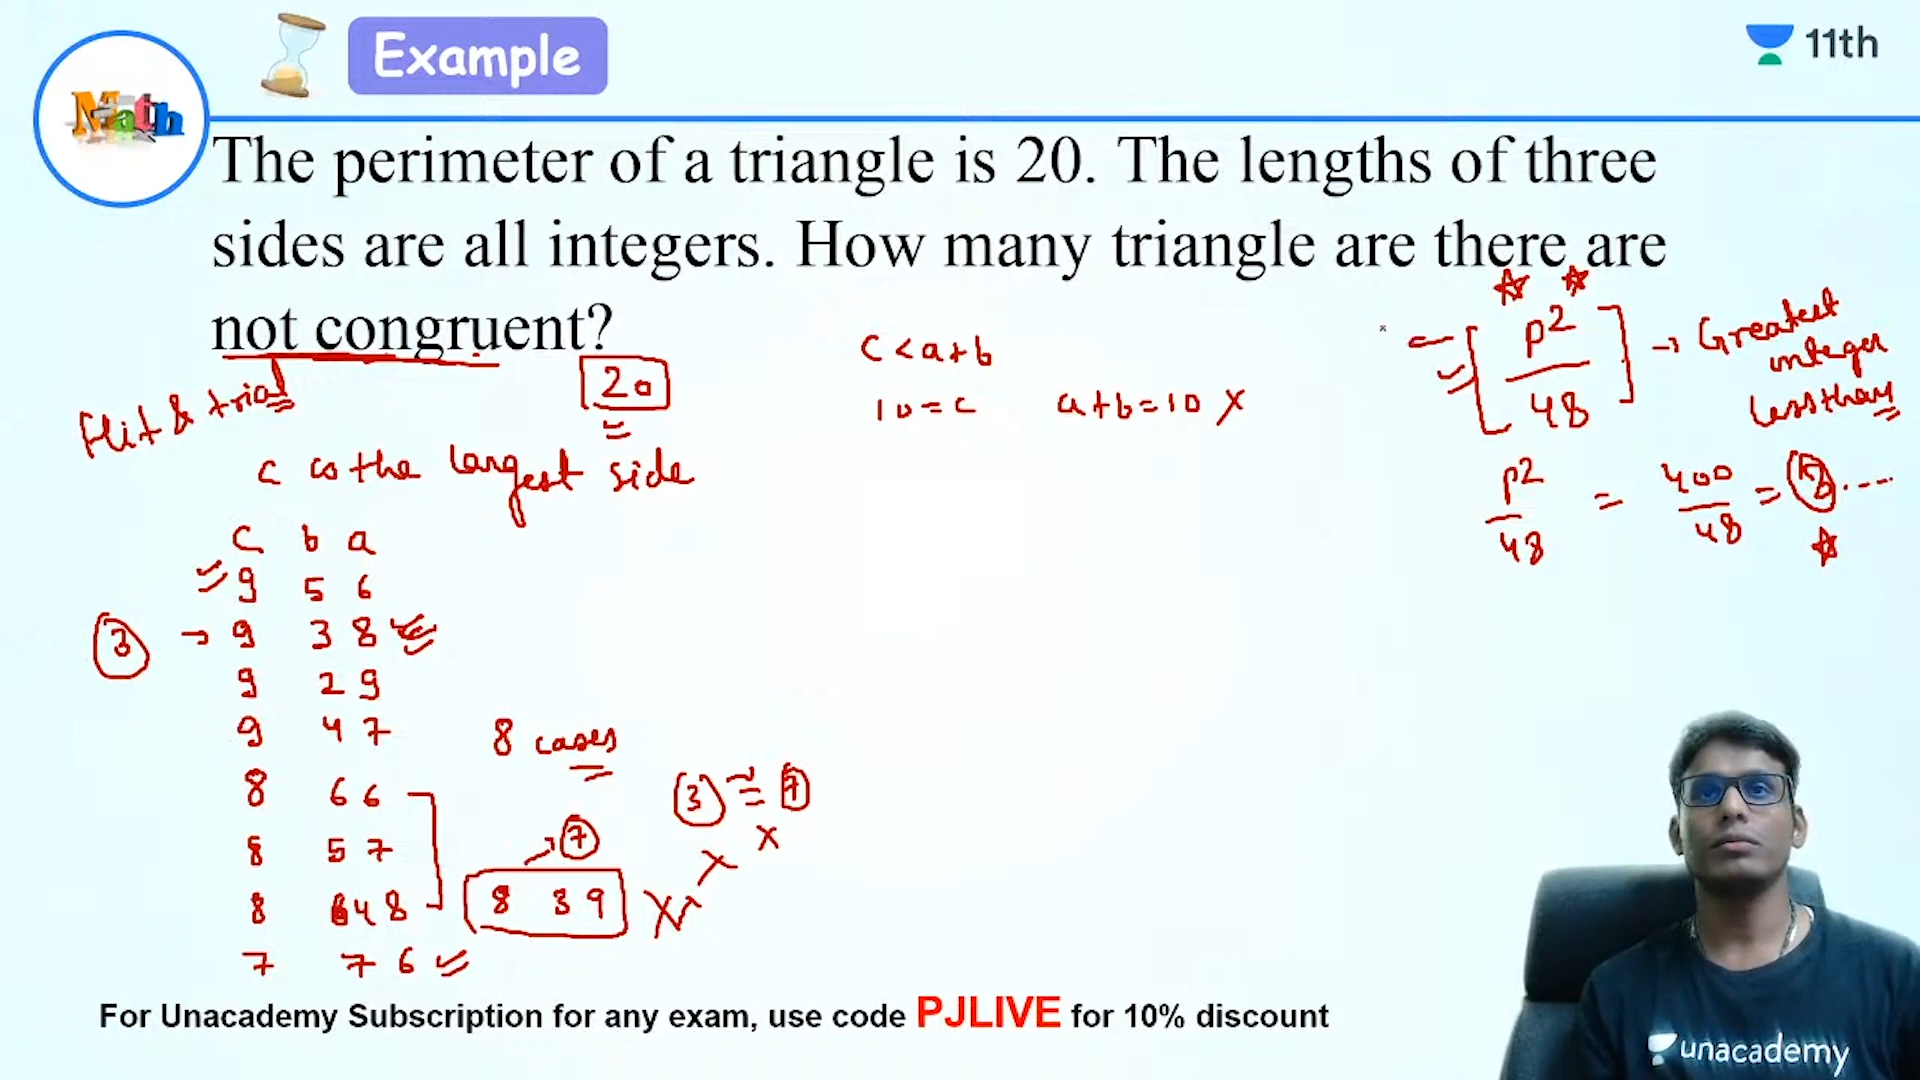 Example
11th
Math
The perimeter of a triangle is 20. The lengths of three
sides are all integers. How many triangle are there are
not congruent?
Hit & trial
20
c < a + b
10 = c a + b = 10 X
[ p2 / 48 ] → Greatest
integer
less than
p2 / 48 = 400 / 48 = 8 ....
c is the largest side
c b a
9 5 6
3 → 9 3 8
9 2 9
9 4 7
8 6 6
8 5 7
8 4 8
7 7 6
8 cases
3
7
8 3 9
For Unacademy Subscription for any exam, use code PJLIVE for 10% discount
unacademy